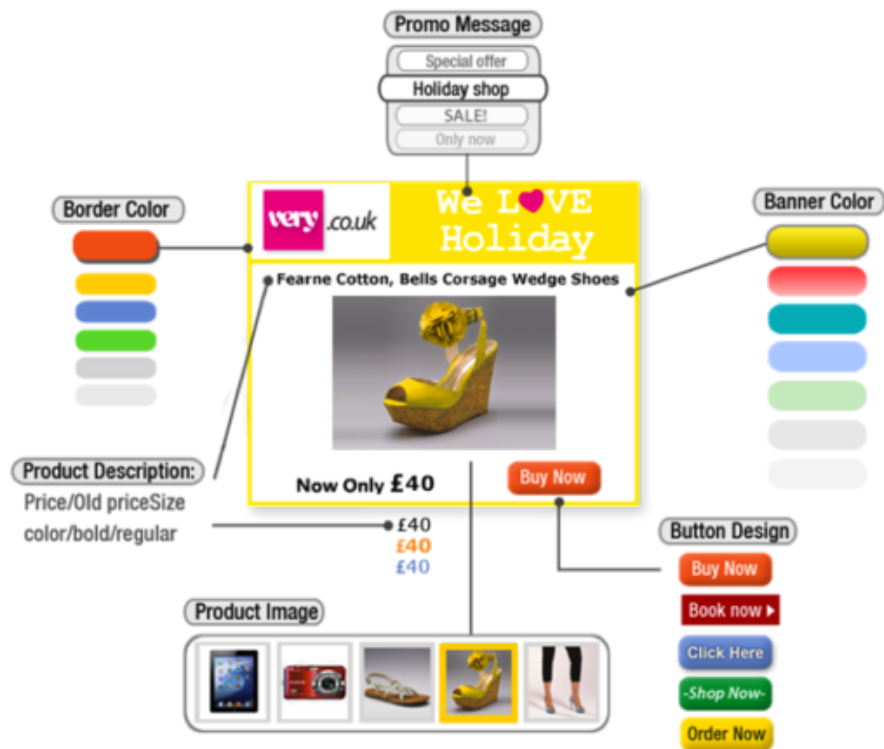 Promo Message
Special offer
Holiday shop
SALE!
Only now
Border Color
very.co.uk
We LOVE
Holiday
Banner Color
Fearne Cotton, Bells Corsage Wedge Shoes
Product Description:
Price/Old priceSize
color/bold/regular
Now Only £40
Buy Now
£40
£40
£40
Button Design
Buy Now
Book now
Click Here
-Shop Now-
Order Now
Product Image